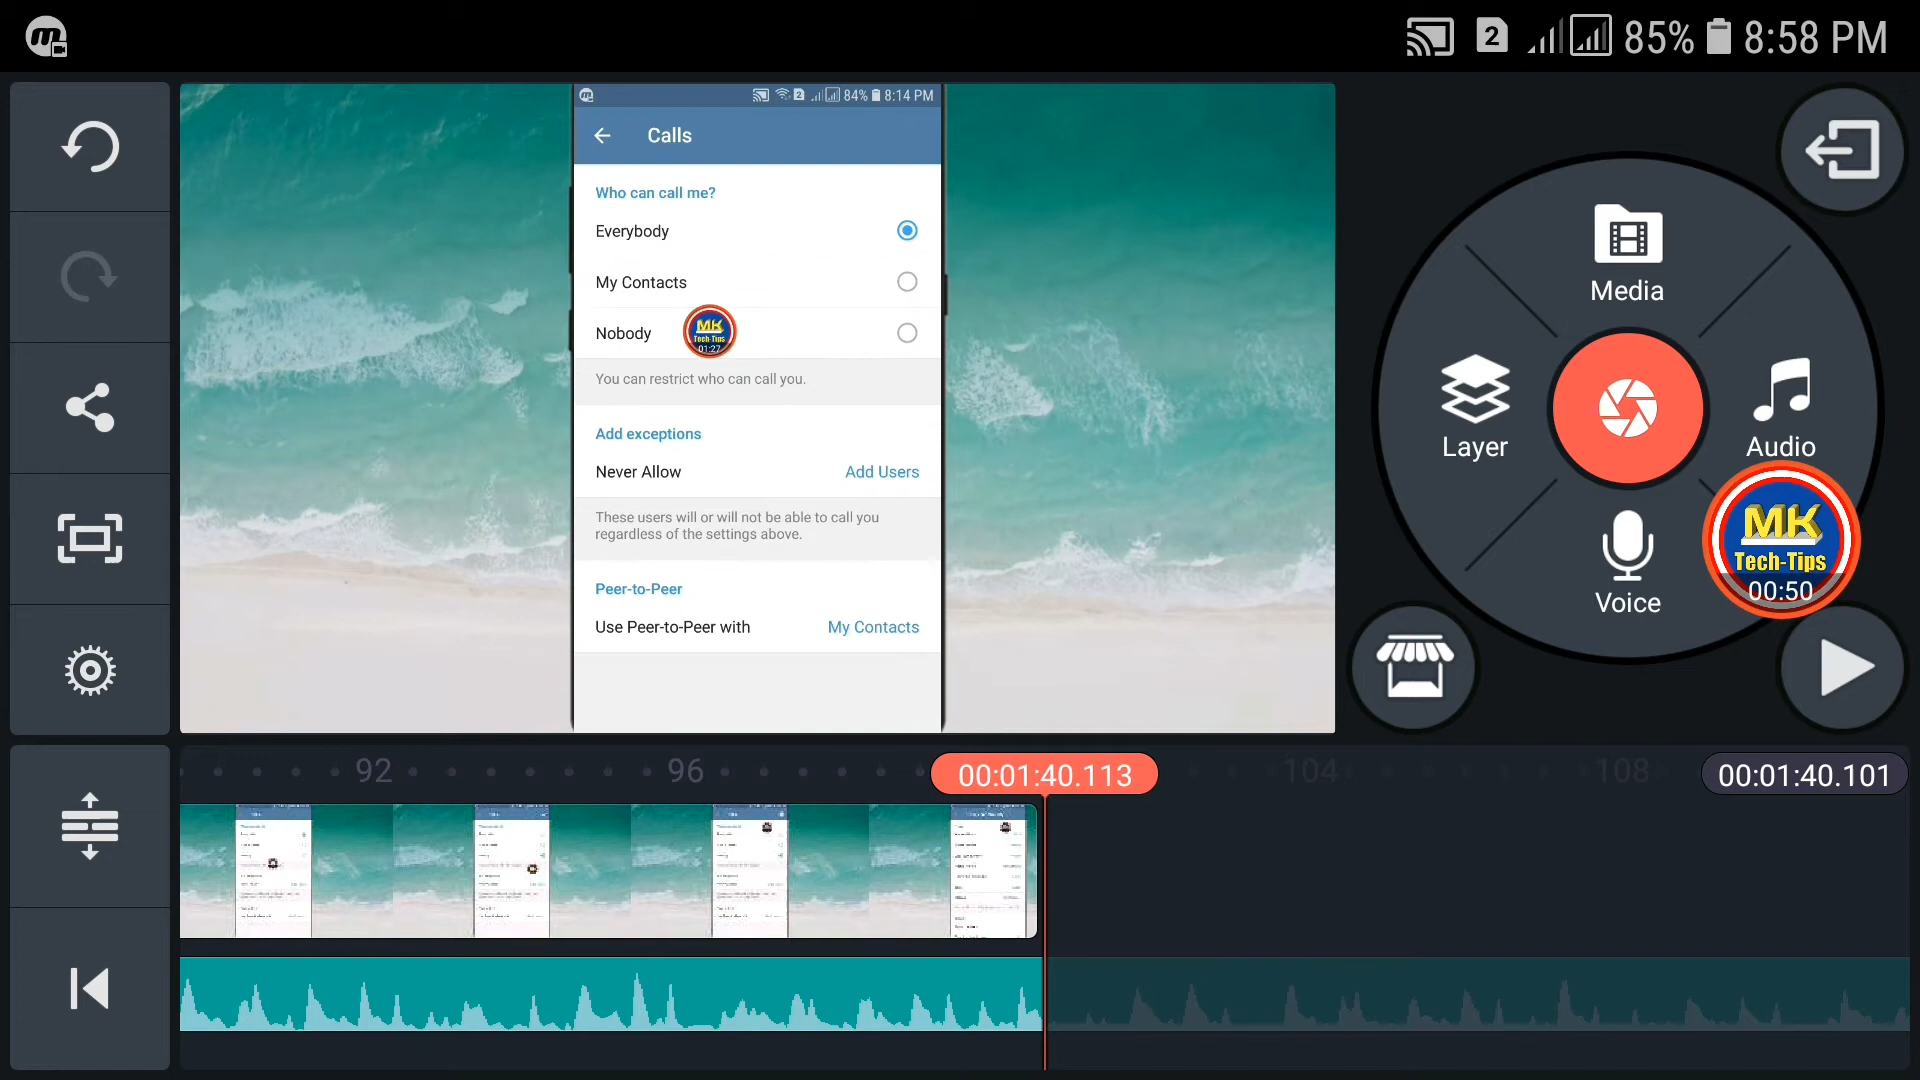 m
2
85%
8:58 PM
84%
8:14 PM
Calls
Who can call me?
Everybody
My Contacts
Nobody
MK
Tech-Tips
01:27
You can restrict who can call you.
Add exceptions
Never Allow
Add Users
These users will or will not be able to call you
regardless of the settings above.
Peer-to-Peer
Use Peer-to-Peer with
My Contacts
Media
Layer
Audio
Voice
MK
Tech-Tips
00:50
92
96
00:01:40.113
104
108
00:01:40.101